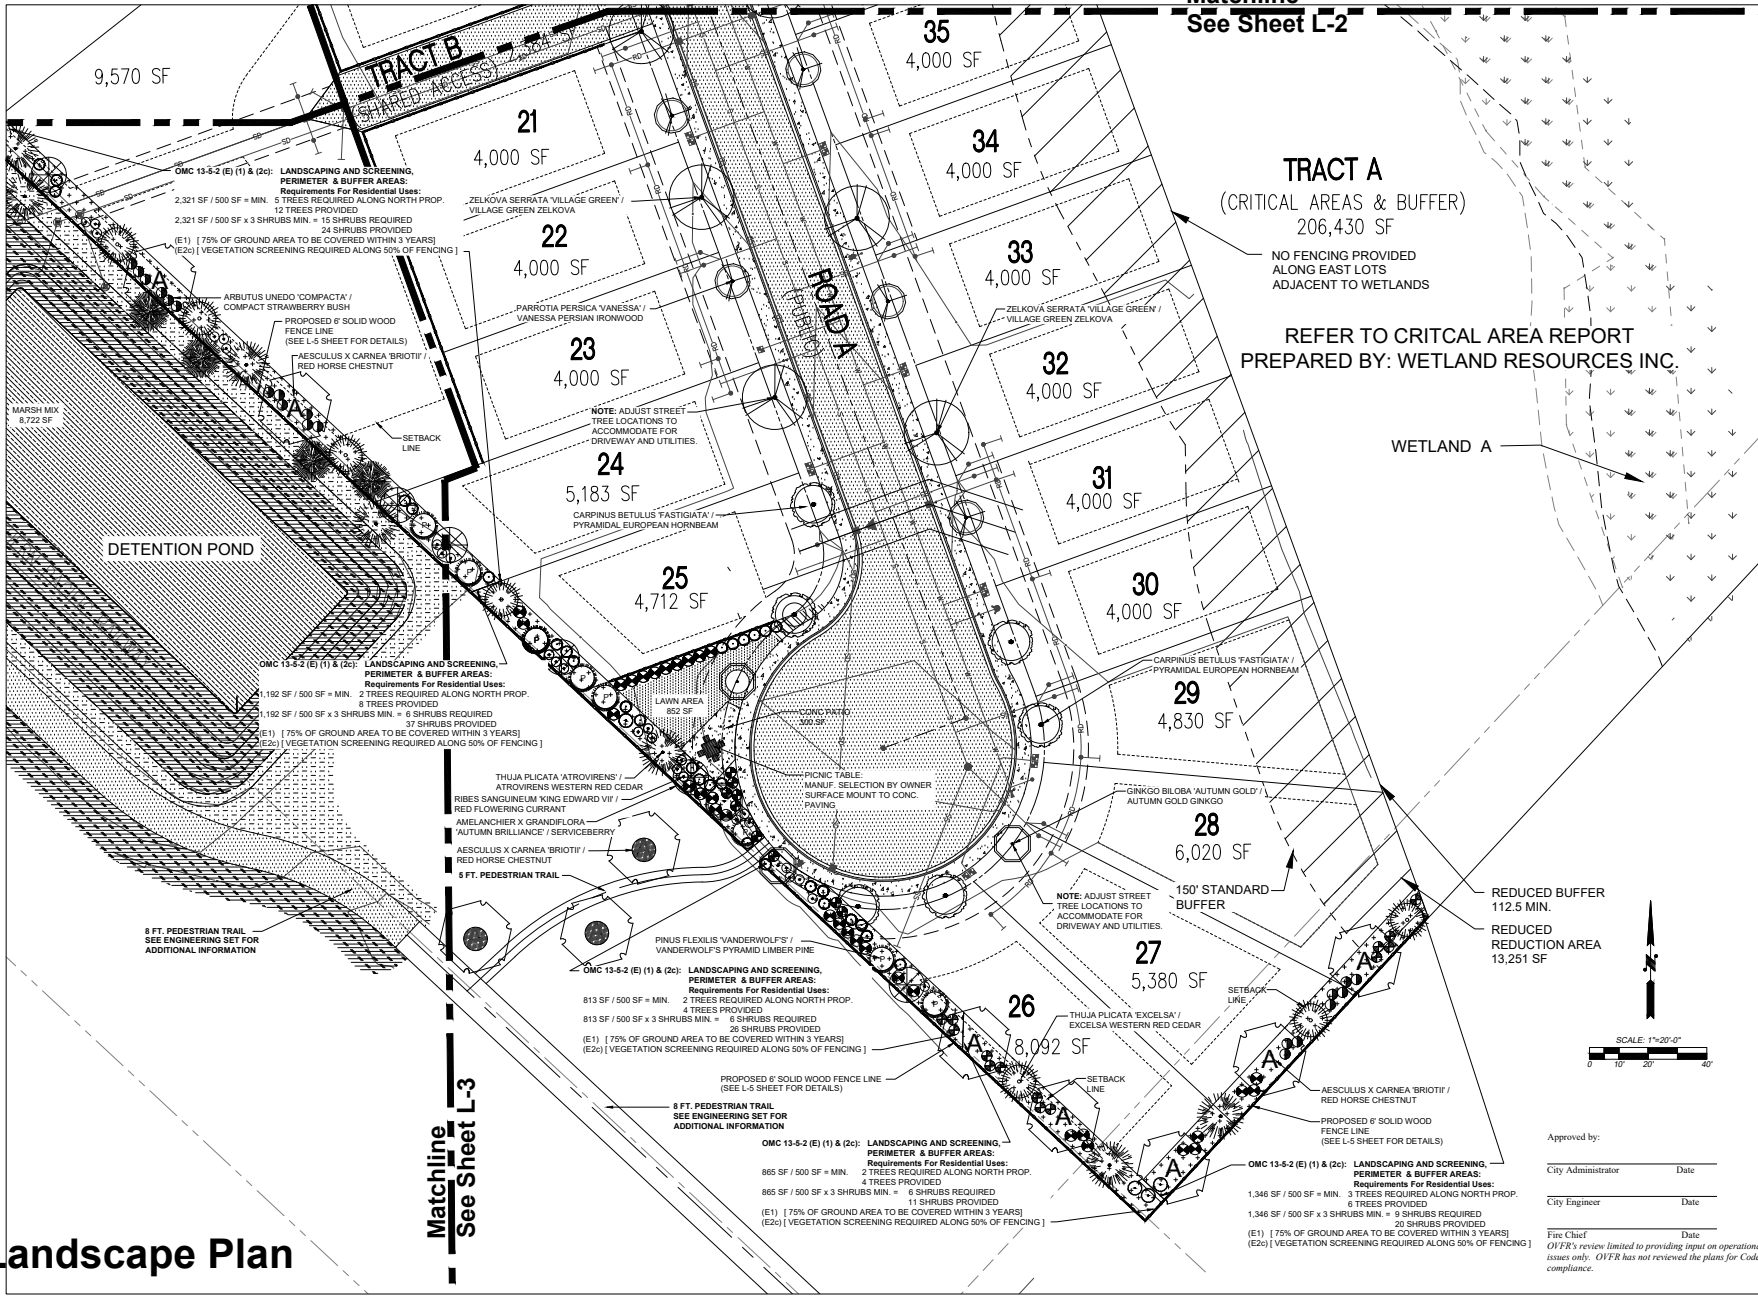 See Sheet L-2
9,570 SF
TRACT B
(SHARED ACCESS) 2,384 SF
35
4,000 SF
21
4,000 SF
34
4,000 SF
TRACT A
(CRITICAL AREAS & BUFFER)
206,430 SF
NO FENCING PROVIDED
ALONG EAST LOTS
ADJACENT TO WETLANDS
OMC 13-5-2 (E) (1) & (2c): LANDSCAPING AND SCREENING,
PERIMETER & BUFFER AREAS:
Requirements For Residential Uses:
2,321 SF / 500 SF = MIN. 5 TREES REQUIRED ALONG NORTH PROP.
12 TREES PROVIDED
2,321 SF / 500 SF x 3 SHRUBS MIN. = 15 SHRUBS REQUIRED
24 SHRUBS PROVIDED
(E1) [ 75% OF GROUND AREA TO BE COVERED WITHIN 3 YEARS]
(E2c) [ VEGETATION SCREENING REQUIRED ALONG 50% OF FENCING ]
ZELKOVA SERRATA 'VILLAGE GREEN' /
VILLAGE GREEN ZELKOVA
22
4,000 SF
33
4,000 SF
ROAD A
(PUBLIC)
ARBUTUS UNEDO 'COMPACTA' /
COMPACT STRAWBERRY BUSH
PROPOSED 6' SOLID WOOD
FENCE LINE
(SEE L-5 SHEET FOR DETAILS)
AESCULUS X CARNEA 'BRIOTII' /
RED HORSE CHESTNUT
PARROTIA PERSICA 'VANESSA' /
VANESSA PERSIAN IRONWOOD
ZELKOVA SERRATA 'VILLAGE GREEN' /
VILLAGE GREEN ZELKOVA
REFER TO CRITCAL AREA REPORT
PREPARED BY: WETLAND RESOURCES INC.
23
4,000 SF
32
4,000 SF
MARSH MIX
8,722 SF
NOTE: ADJUST STREET
TREE LOCATIONS TO
ACCOMMODATE FOR
DRIVEWAY AND UTILITIES.
SETBACK
LINE
WETLAND A
24
5,183 SF
31
4,000 SF
CARPINUS BETULUS 'FASTIGIATA' /
PYRAMIDAL EUROPEAN HORNBEAM
DETENTION POND
25
4,712 SF
30
4,000 SF
OMC 13-5-2 (E) (1) & (2c): LANDSCAPING AND SCREENING,
PERIMETER & BUFFER AREAS:
Requirements For Residential Uses:
1,192 SF / 500 SF = MIN. 2 TREES REQUIRED ALONG NORTH PROP.
8 TREES PROVIDED
1,192 SF / 500 SF x 3 SHRUBS MIN. = 6 SHRUBS REQUIRED
37 SHRUBS PROVIDED
(E1) [ 75% OF GROUND AREA TO BE COVERED WITHIN 3 YEARS]
(E2c) [ VEGETATION SCREENING REQUIRED ALONG 50% OF FENCING ]
LAWN AREA
852 SF
CONC PATIO
300 SF
CARPINUS BETULUS 'FASTIGIATA' /
PYRAMIDAL EUROPEAN HORNBEAM
29
4,830 SF
THUJA PLICATA 'ATROVIRENS' /
ATROVIRENS WESTERN RED CEDAR
RIBES SANGUINEUM 'KING EDWARD VII' /
RED FLOWERING CURRANT
AMELANCHIER X GRANDIFLORA
'AUTUMN BRILLIANCE' / SERVICEBERRY
AESCULUS X CARNEA 'BRIOTII' /
RED HORSE CHESTNUT
5 FT. PEDESTRIAN TRAIL
PICNIC TABLE:
MANUF. SELECTION BY OWNER
SURFACE MOUNT TO CONC.
PAVING
GINKGO BILOBA 'AUTUMN GOLD' /
AUTUMN GOLD GINKGO
28
6,020 SF
150' STANDARD
BUFFER
REDUCED BUFFER
112.5 MIN.
REDUCED
REDUCTION AREA
13,251 SF
NOTE: ADJUST STREET
TREE LOCATIONS TO
ACCOMMODATE FOR
DRIVEWAY AND UTILITIES.
8 FT. PEDESTRIAN TRAIL
SEE ENGINEERING SET FOR
ADDITIONAL INFORMATION
PINUS FLEXILIS 'VANDERWOLF'S' /
VANDERWOLF'S PYRAMID LIMBER PINE
27
5,380 SF
SETBACK
LINE
OMC 13-5-2 (E) (1) & (2c): LANDSCAPING AND SCREENING,
PERIMETER & BUFFER AREAS:
Requirements For Residential Uses:
813 SF / 500 SF = MIN. 2 TREES REQUIRED ALONG NORTH PROP.
4 TREES PROVIDED
813 SF / 500 SF x 3 SHRUBS MIN. = 6 SHRUBS REQUIRED
26 SHRUBS PROVIDED
(E1) [ 75% OF GROUND AREA TO BE COVERED WITHIN 3 YEARS]
(E2c) [ VEGETATION SCREENING REQUIRED ALONG 50% OF FENCING ]
26
8,092 SF
THUJA PLICATA 'EXCELSA' /
EXCELSA WESTERN RED CEDAR
N
SCALE: 1"=20'-0"
0 10' 20' 40'
PROPOSED 6' SOLID WOOD FENCE LINE
(SEE L-5 SHEET FOR DETAILS)
SETBACK
LINE
8 FT. PEDESTRIAN TRAIL
SEE ENGINEERING SET FOR
ADDITIONAL INFORMATION
AESCULUS X CARNEA 'BRIOTII' /
RED HORSE CHESTNUT
PROPOSED 6' SOLID WOOD
FENCE LINE
(SEE L-5 SHEET FOR DETAILS)
Matchline
See Sheet L-3
OMC 13-5-2 (E) (1) & (2c): LANDSCAPING AND SCREENING,
PERIMETER & BUFFER AREAS:
Requirements For Residential Uses:
865 SF / 500 SF = MIN. 2 TREES REQUIRED ALONG NORTH PROP.
4 TREES PROVIDED
865 SF / 500 SF x 3 SHRUBS MIN. = 6 SHRUBS REQUIRED
11 SHRUBS PROVIDED
(E1) [ 75% OF GROUND AREA TO BE COVERED WITHIN 3 YEARS]
(E2c) [ VEGETATION SCREENING REQUIRED ALONG 50% OF FENCING ]
OMC 13-5-2 (E) (1) & (2c): LANDSCAPING AND SCREENING,
PERIMETER & BUFFER AREAS:
Requirements For Residential Uses:
1,346 SF / 500 SF = MIN. 3 TREES REQUIRED ALONG NORTH PROP.
6 TREES PROVIDED
1,346 SF / 500 SF x 3 SHRUBS MIN. = 9 SHRUBS REQUIRED
20 SHRUBS PROVIDED
(E1) [ 75% OF GROUND AREA TO BE COVERED WITHIN 3 YEARS]
(E2c) [ VEGETATION SCREENING REQUIRED ALONG 50% OF FENCING ]
Approved by:
City Administrator Date
City Engineer Date
Fire Chief Date
OVFR's review limited to providing input on operational
issues only. OVFR has not reviewed the plans for Code
compliance.
andscape Plan